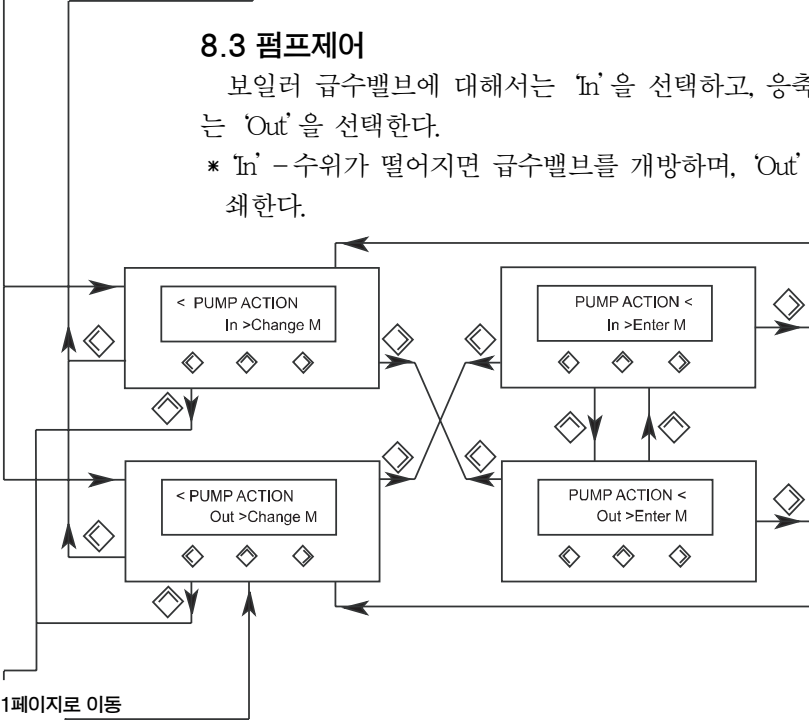 8.3 펌프제어
보일러 급수밸브에 대해서는 ‘In’을 선택하고, 응축
는 ‘Out’을 선택한다.
* ‘In’ – 수위가 떨어지면 급수밸브를 개방하며, ‘Out’
쇄한다.
< PUMP ACTION
In >Change M
PUMP ACTION <
In >Enter M
< PUMP ACTION
Out >Change M
PUMP ACTION <
Out >Enter M
1페이지로 이동